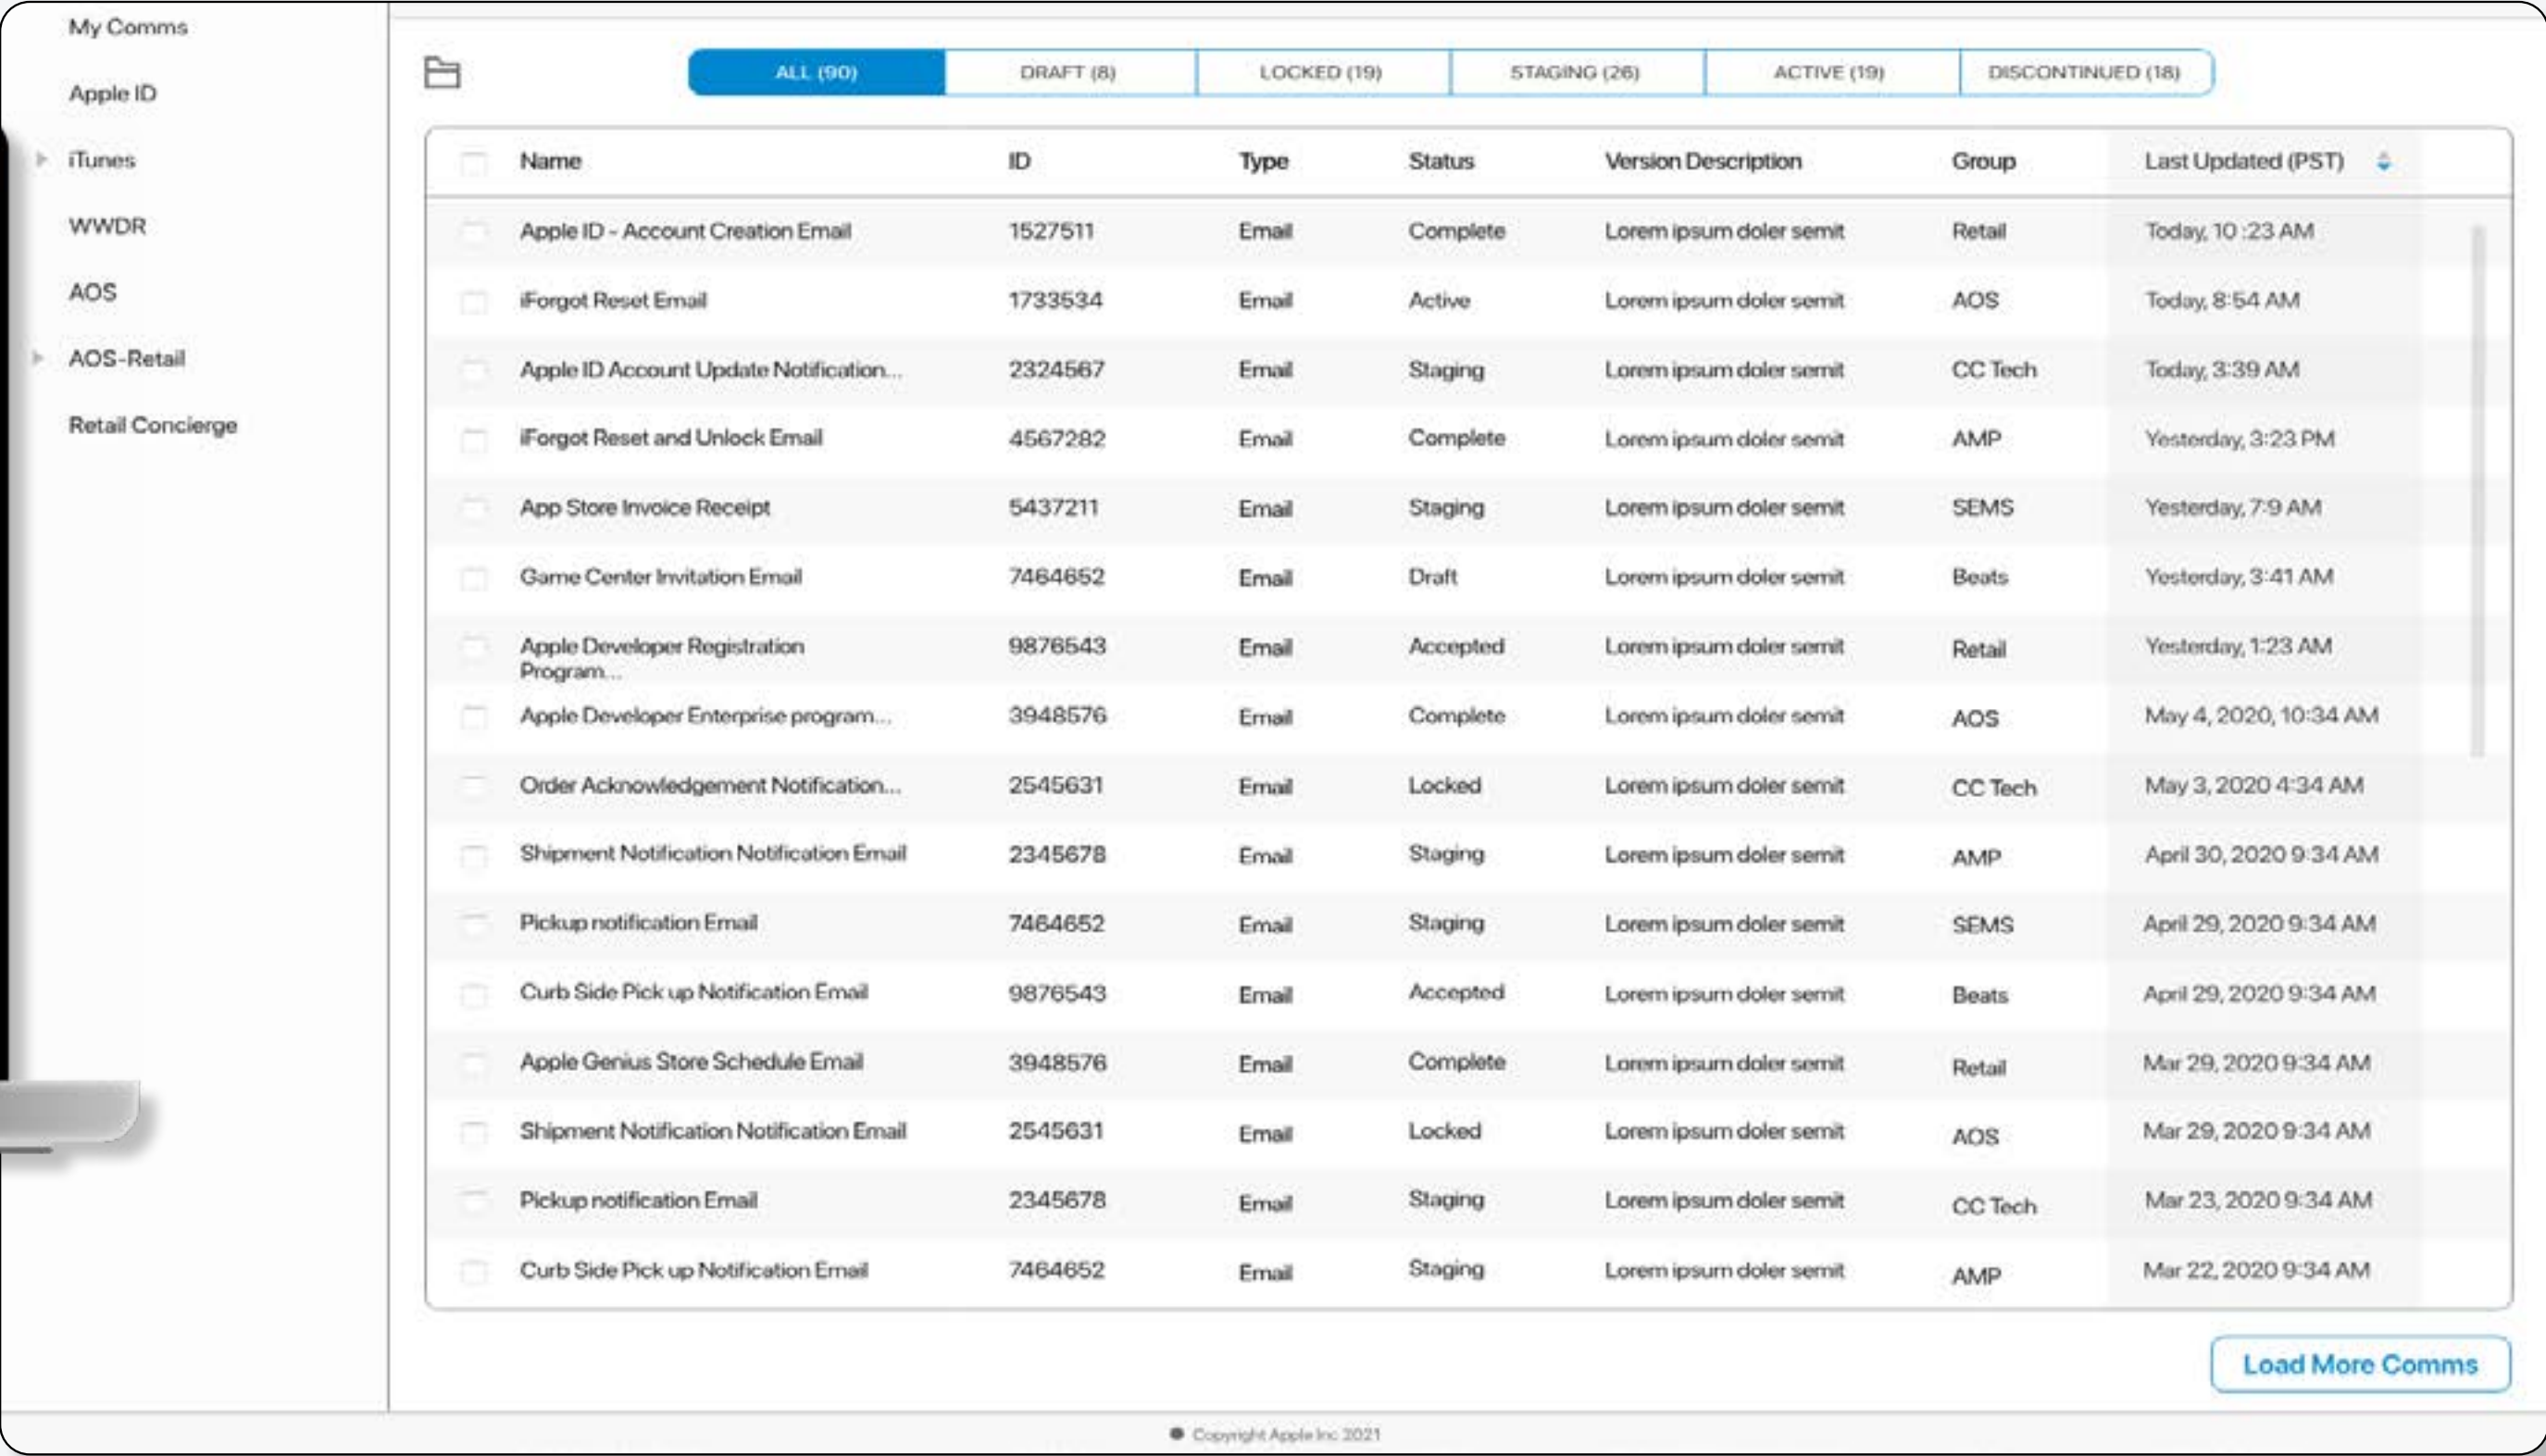 My Comms
Apple ID
iTunes
WWDR
AOS
AOS-Retail
Retail Concierge
ALL (90) DRAFT (8) LOCKED (19) STAGING (26) ACTIVE (19) DISCONTINUED (18)
Name ID Type Status Version Description Group Last Updated (PST)
Apple ID - Account Creation Email 1527511 Email Complete Lorem ipsum doler semit Retail Today, 10 :23 AM
iForgot Reset Email 1733534 Email Active Lorem ipsum doler semit AOS Today, 8:54 AM
Apple ID Account Update Notification... 2324567 Email Staging Lorem ipsum doler semit CC Tech Today, 3:39 AM
iForgot Reset and Unlock Email 4567282 Email Complete Lorem ipsum doler semit AMP Yesterday, 3:23 PM
App Store Invoice Receipt 5437211 Email Staging Lorem ipsum doler semit SEMS Yesterday, 7:9 AM
Game Center Invitation Email 7464652 Email Draft Lorem ipsum doler semit Beats Yesterday, 3:41 AM
Apple Developer Registration 9876543 Email Accepted Lorem ipsum doler semit Retail Yesterday, 1:23 AM
Program...
Apple Developer Enterprise program... 3948576 Email Complete Lorem ipsum doler semit AOS May 4, 2020, 10:34 AM
Order Acknowledgement Notification... 2545631 Email Locked Lorem ipsum doler semit CC Tech May 3, 2020 4:34 AM
Shipment Notification Notification Email 2345678 Email Staging Lorem ipsum doler semit AMP April 30, 2020 9:34 AM
Pickup notification Email 7464652 Email Staging Lorem ipsum doler semit SEMS April 29, 2020 9:34 AM
Curb Side Pick up Notification Email 9876543 Email Accepted Lorem ipsum doler semit Beats April 29, 2020 9:34 AM
Apple Genius Store Schedule Email 3948576 Email Complete Lorem ipsum doler semit Retail Mar 29, 2020 9:34 AM
Shipment Notification Notification Email 2545631 Email Locked Lorem ipsum doler semit AOS Mar 29, 2020 9:34 AM
Pickup notification Email 2345678 Email Staging Lorem ipsum doler semit CC Tech Mar 23, 2020 9:34 AM
Curb Side Pick up Notification Email 7464652 Email Staging Lorem ipsum doler semit AMP Mar 22, 2020 9:34 AM
Load More Comms
Copyright Apple Inc 2021